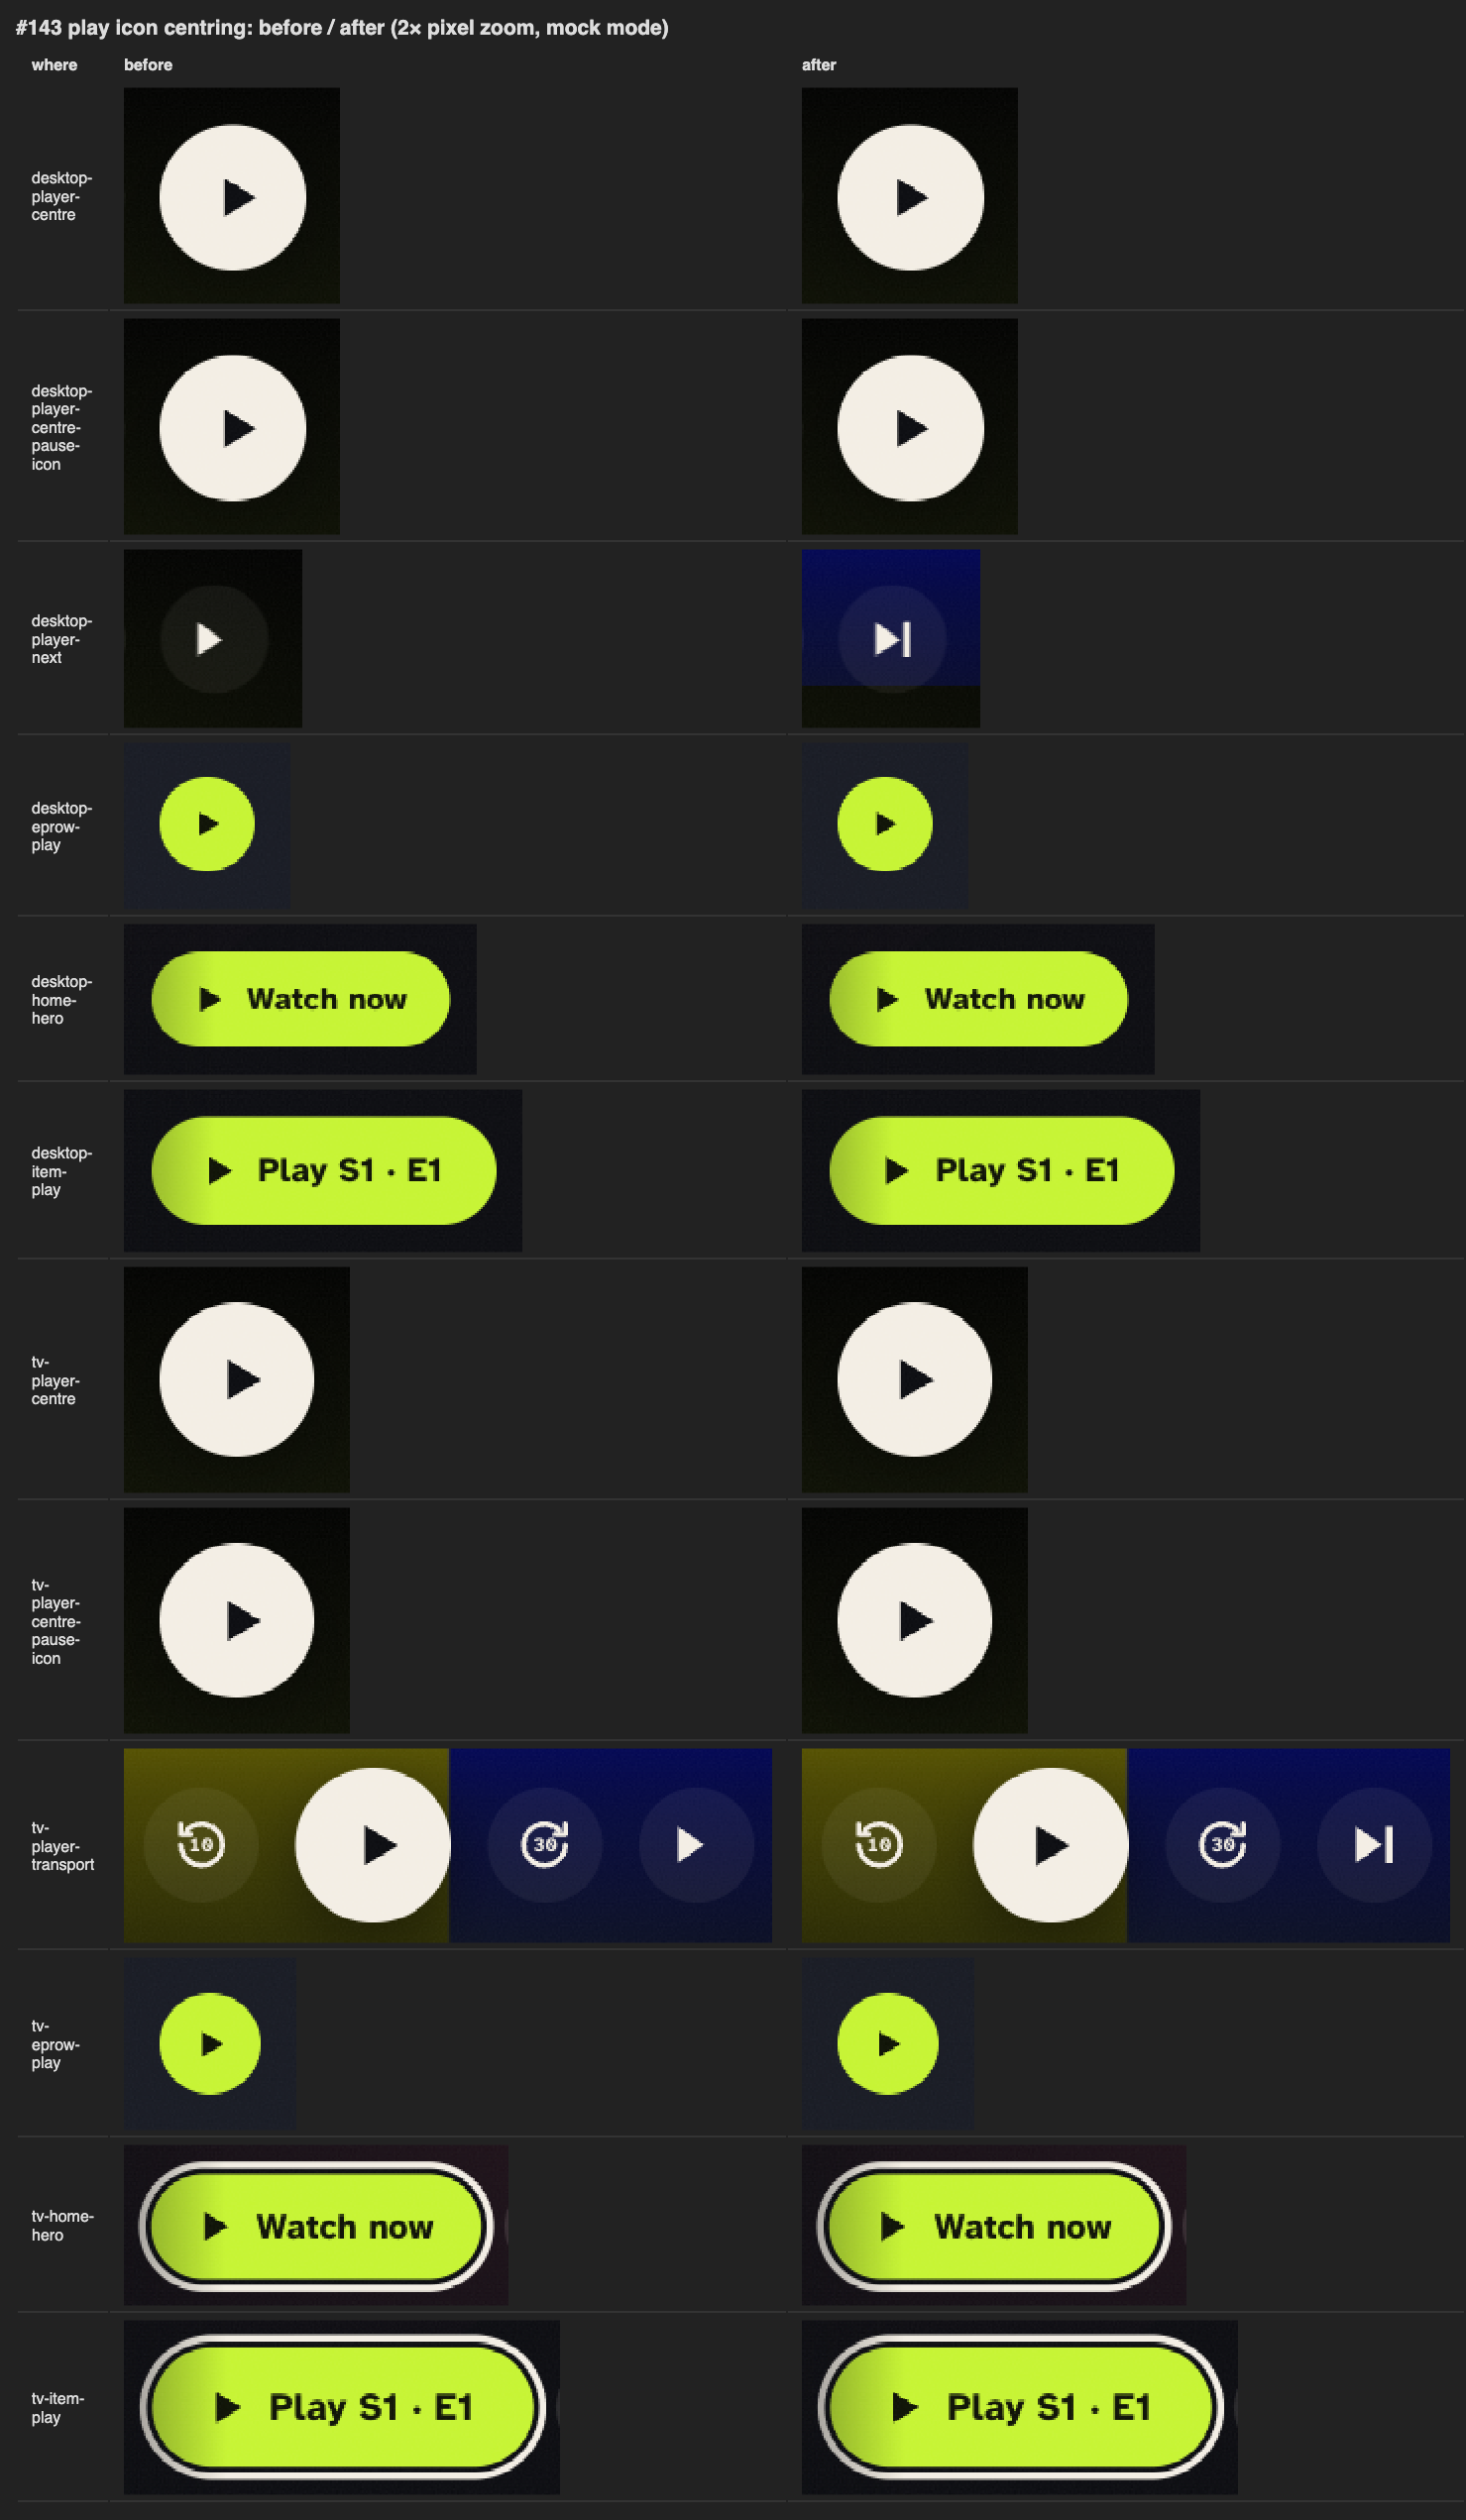 #143 play icon centring: before / after (2× pixel zoom, mock mode)
where before after
desktop-
player-
centre
desktop-
player-
centre-
pause-
icon
desktop-
player-
next
desktop-
eprow-
play
desktop-
home-
hero
Watch now
Watch now
desktop-
item-
play
Play S1 · E1
Play S1 · E1
tv-
player-
centre
tv-
player-
centre-
pause-
icon
tv-
player-
transport
10
30
10
30
tv-
eprow-
play
tv-home-
hero
Watch now
Watch now
tv-item-
play
Play S1 · E1
Play S1 · E1